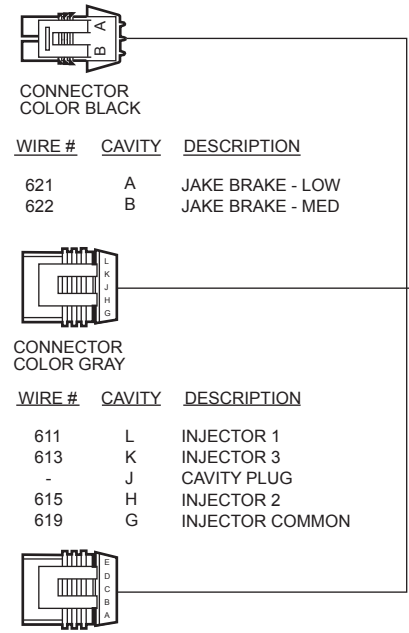 A
B
CONNECTOR
COLOR BLACK
WIRE # CAVITY DESCRIPTION
621 A JAKE BRAKE - LOW
622 B JAKE BRAKE - MED
L
K
J
H
G
CONNECTOR
COLOR GRAY
WIRE # CAVITY DESCRIPTION
611 L INJECTOR 1
613 K INJECTOR 3
- J CAVITY PLUG
615 H INJECTOR 2
619 G INJECTOR COMMON
E
D
C
B
A